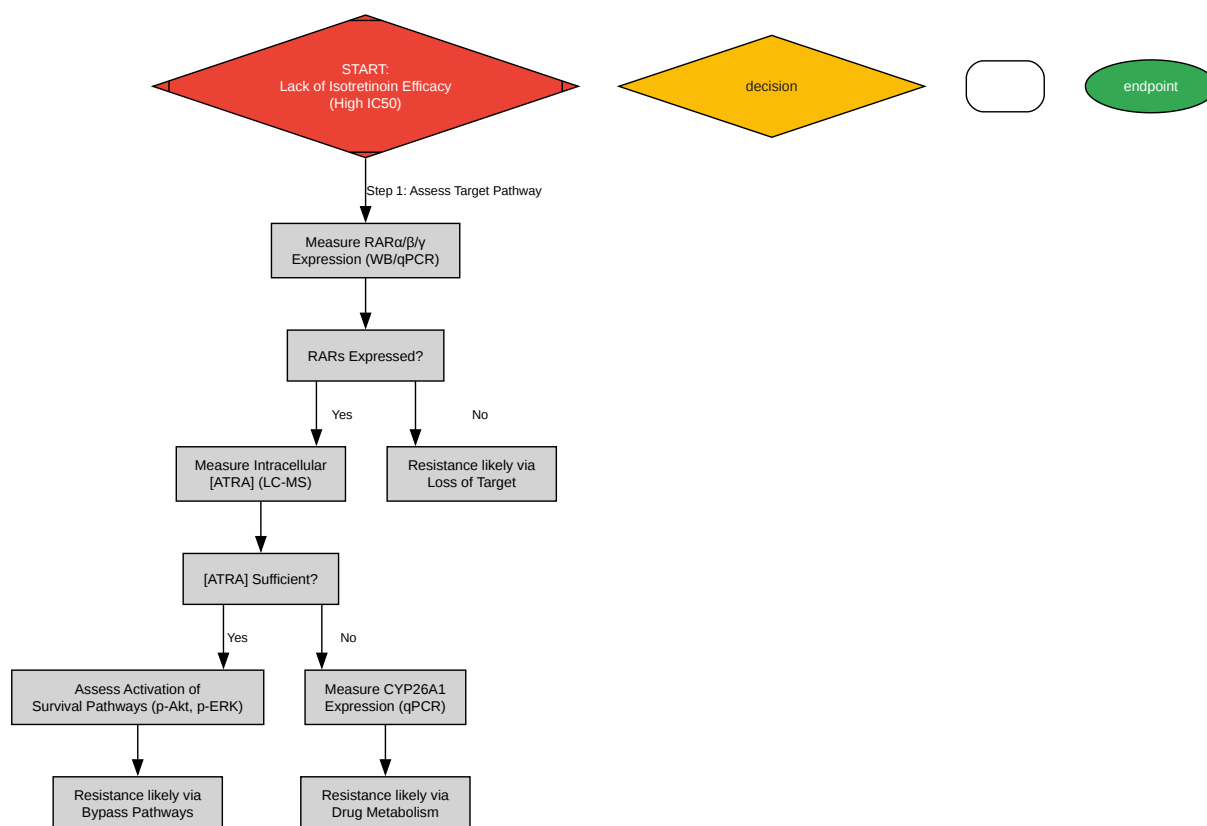 START:
Lack of Isotretinoin Efficacy
(High IC50)
decision
endpoint
Step 1: Assess Target Pathway
Measure RARα/β/γ
Expression (WB/qPCR)
RARs Expressed?
Yes
No
Measure Intracellular
[ATRA] (LC-MS)
Resistance likely via
Loss of Target
[ATRA] Sufficient?
Yes
No
Assess Activation of
Survival Pathways (p-Akt, p-ERK)
Measure CYP26A1
Expression (qPCR)
Resistance likely via
Bypass Pathways
Resistance likely via
Drug Metabolism